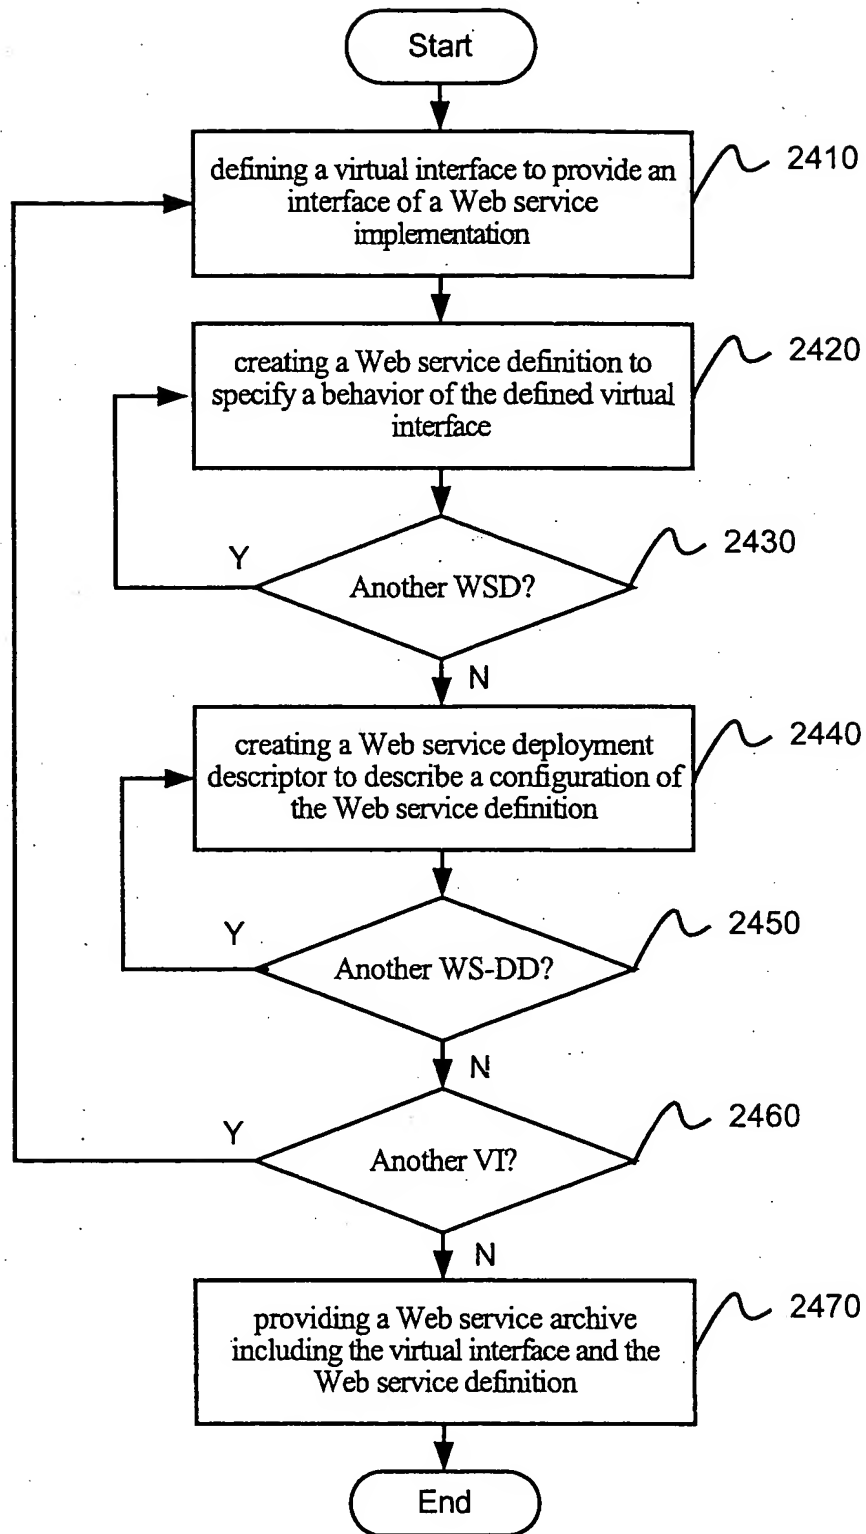 Start
defining a virtual interface to provide an
interface of a Web service
implementation
2410
creating a Web service definition to
specify a behavior of the defined virtual
interface
2420
Y
Another WSD?
2430
N
creating a Web service deployment
descriptor to describe a configuration of
the Web service definition
2440
Y
Another WS-DD?
2450
N
Y
Another VI?
2460
N
providing a Web service archive
including the virtual interface and the
Web service definition
2470
End